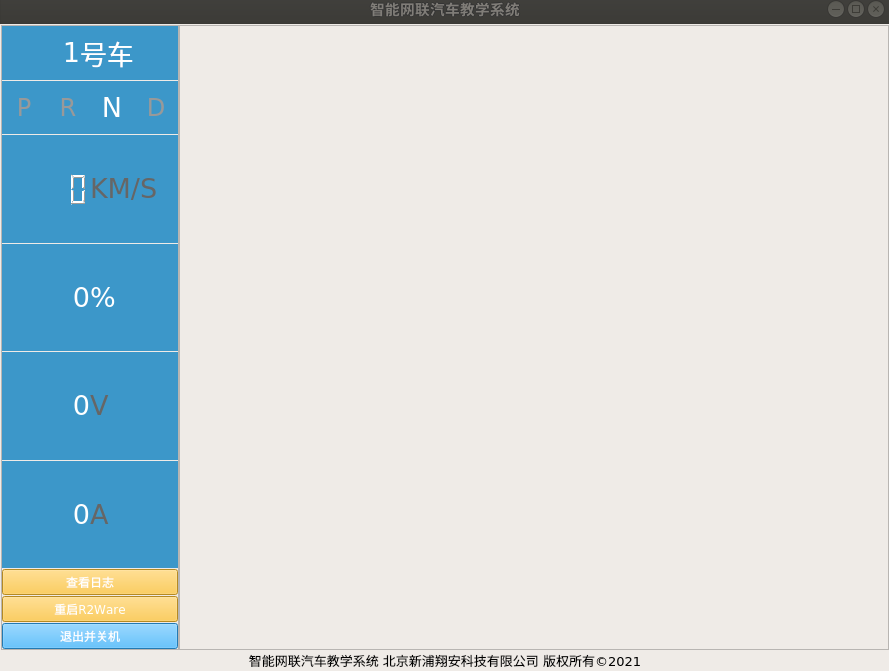 智能网联汽车教学系统
1号车
P R N D
KM/S
0%
0V
0A
查看日志
重启R2Ware
退出并关机
智能网联汽车教学系统 北京新浦翔安科技有限公司 版权所有©2021